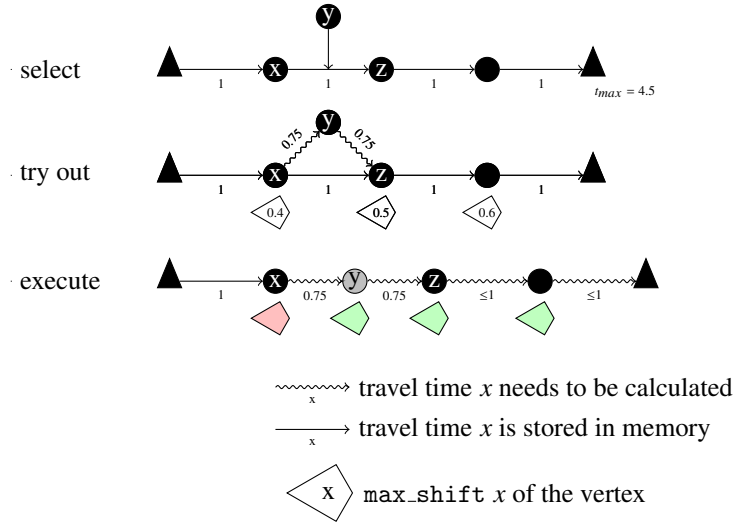 y
select x z
1 1 1 1
tmax = 4.5
y
0.75 0.75
try out x z
1 1 1 1
0.4 0.5 0.6
execute x y z
1 0.75 0.75 ≤1 ≤1
x travel time x needs to be calculated
x travel time x is stored in memory
x max_shift x of the vertex